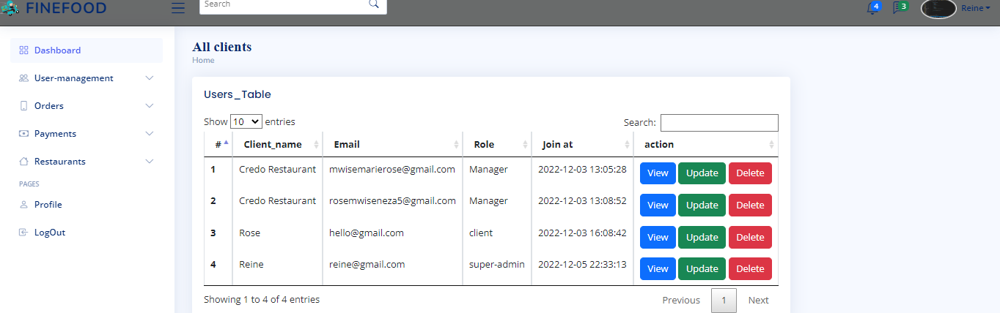 FINEFOOD Search 4 3 Reine
Dashboard
User-management
Orders
Payments
Restaurants
PAGES
Profile
LogOut
All clients
Home
Users_Table
Show 10 entries Search:
# Client_name Email Role Join at action
1 Credo Restaurant mwisemarierose@gmail.com Manager 2022-12-03 13:05:28 View Update Delete
2 Credo Restaurant rosemwiseneza5@gmail.com Manager 2022-12-03 13:08:52 View Update Delete
3 Rose hello@gmail.com client 2022-12-03 16:08:42 View Update Delete
4 Reine reine@gmail.com super-admin 2022-12-05 22:33:13 View Update Delete
Showing 1 to 4 of 4 entries Previous 1 Next